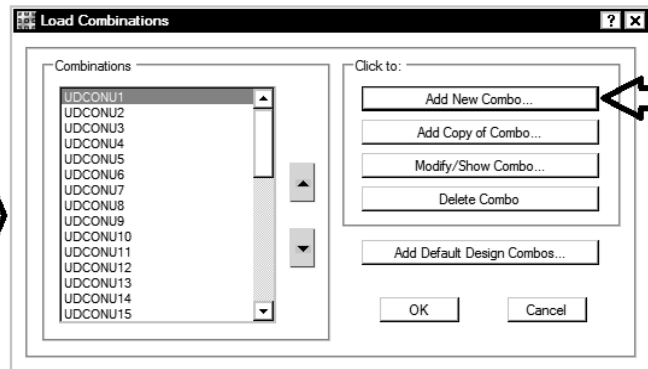 Load Combinations
Combinations
UDCONU1
UDCONU2
UDCONU3
UDCONU4
UDCONU5
UDCONU6
UDCONU7
UDCONU8
UDCONU9
UDCONU10
UDCONU11
UDCONU12
UDCONU13
UDCONU14
UDCONU15
Click to:
Add New Combo...
Add Copy of Combo...
Modify/Show Combo...
Delete Combo
Add Default Design Combos...
OK
Cancel